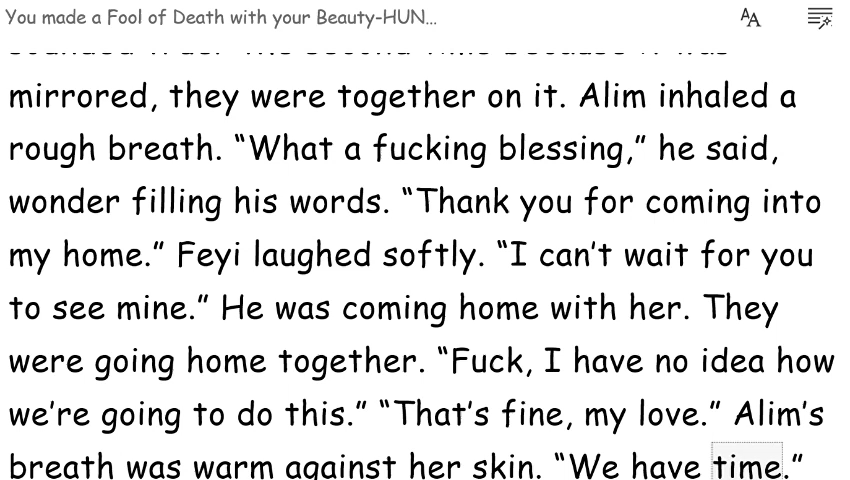 You made a Fool of Death with your Beauty-HUN...
AA
mirrored, they were together on it. Alim inhaled a
rough breath. “What a fucking blessing,” he said,
wonder filling his words. “Thank you for coming into
my home.” Feyi laughed softly. “I can’t wait for you
to see mine.” He was coming home with her. They
were going home together. “Fuck, I have no idea how
we’re going to do this.” “That’s fine, my love.” Alim’s
breath was warm against her skin. “We have time.”